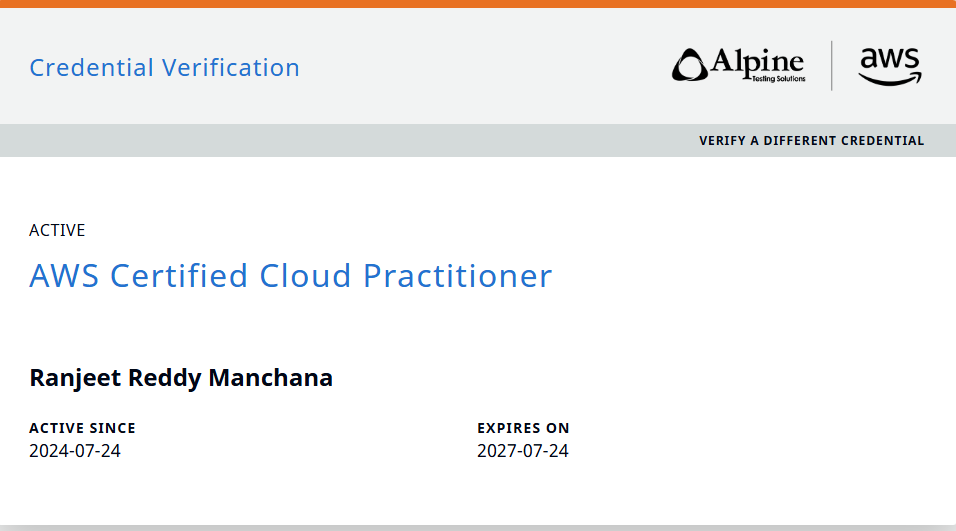 Credential Verification
Alpine
Testing Solutions
aws
VERIFY A DIFFERENT CREDENTIAL
ACTIVE
AWS Certified Cloud Practitioner
Ranjeet Reddy Manchana
ACTIVE SINCE
EXPIRES ON
2024-07-24
2027-07-24